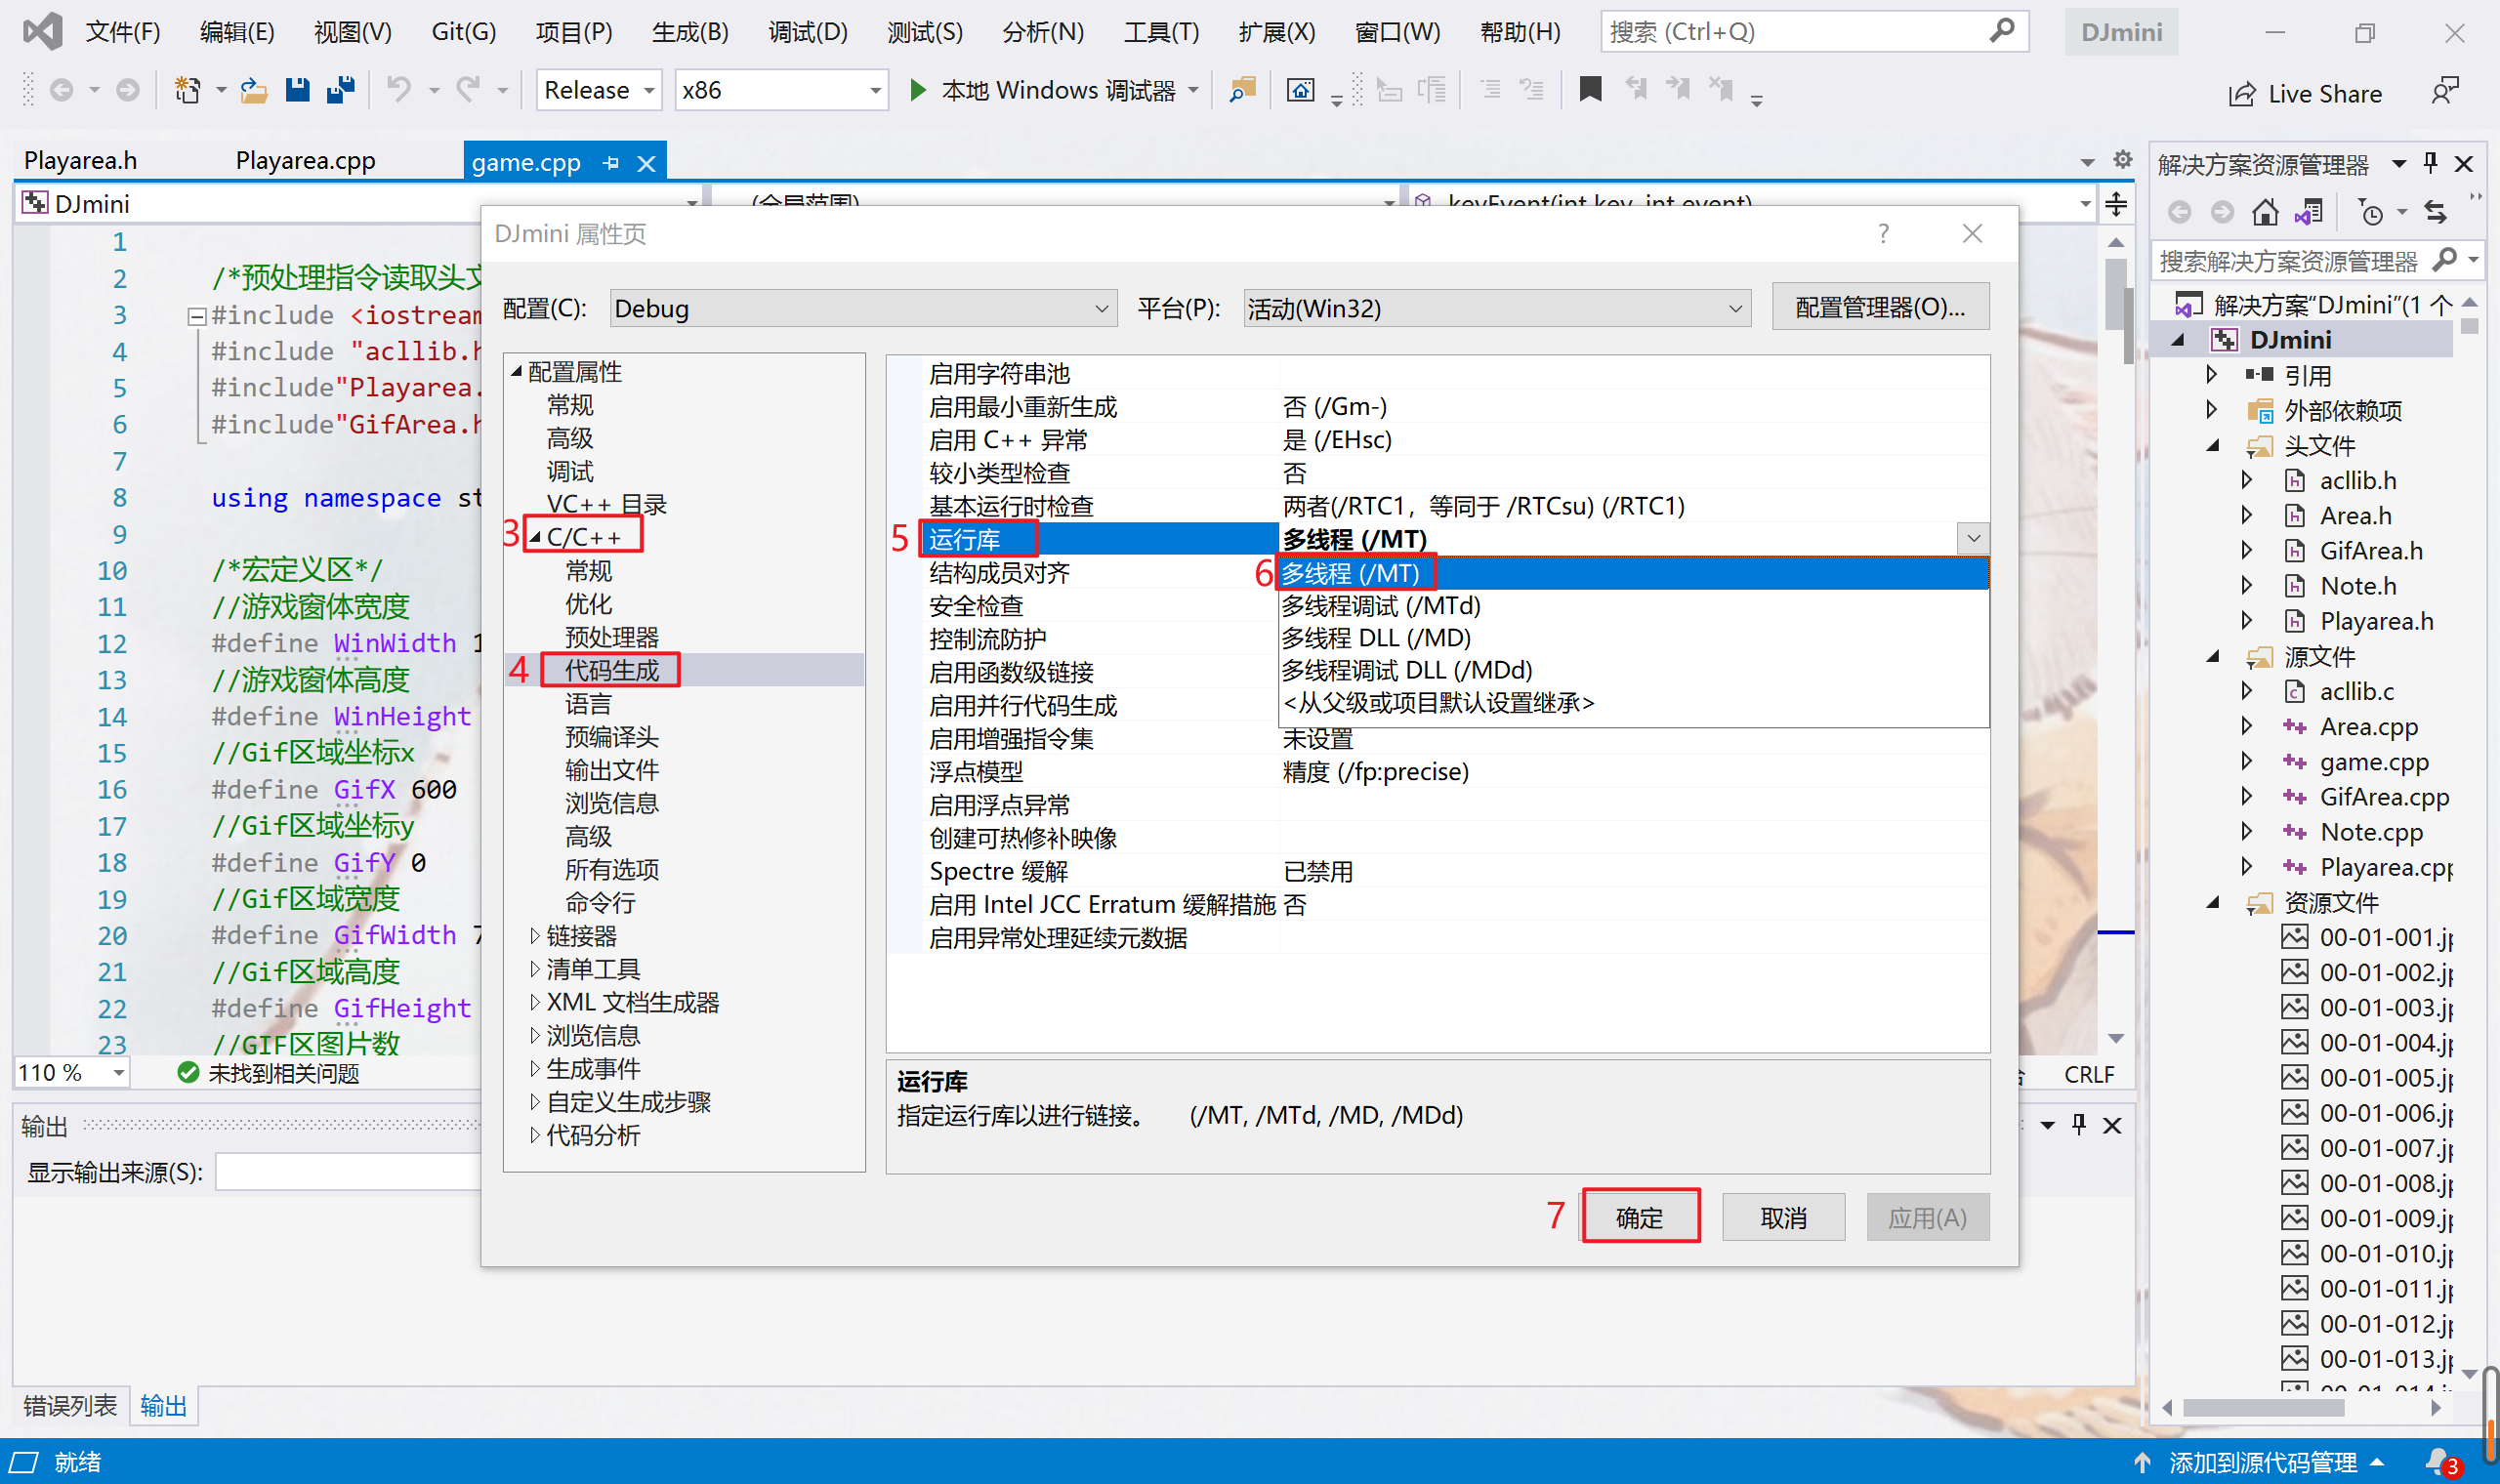 文件(F) 编辑(E) 视图(V) Git(G) 项目(P) 生成(B) 调试(D) 测试(S) 分析(N) 工具(T) 扩展(X) 窗口(W) 帮助(H) 搜索 (Ctrl+Q) DJmini
Release x86 本地 Windows 调试器 Live Share
Playarea.h Playarea.cpp game.cpp
DJmini (全局范围) keyEvent(int key, int event)
1
2 /*预处理指令读取头文
3 #include <iostream
4 #include "acllib.h
5 #include"Playarea.
6 #include"GifArea.h
7
8 using namespace st
9
10 /*宏定义区*/
11 //游戏窗体宽度
12 #define WinWidth 1
13 //游戏窗体高度
14 #define WinHeight
15 //Gif区域坐标x
16 #define GifX 600
17 //Gif区域坐标y
18 #define GifY 0
19 //Gif区域宽度
20 #define GifWidth 7
21 //Gif区域高度
22 #define GifHeight
23 //GIF区图片数
110 % 未找到相关问题 CRLF
输出
显示输出来源(S):
错误列表 输出
就绪 添加到源代码管理 3
DJmini 属性页 ?
配置(C): Debug 平台(P): 活动(Win32) 配置管理器(O)...
配置属性
常规
高级
调试
VC++ 目录
3 C/C++
常规
优化
预处理器
4 代码生成
语言
预编译头
输出文件
浏览信息
高级
所有选项
命令行
链接器
清单工具
XML 文档生成器
浏览信息
生成事件
自定义生成步骤
代码分析
启用字符串池
启用最小重新生成 否 (/Gm-)
启用 C++ 异常 是 (/EHsc)
较小类型检查 否
基本运行时检查 两者(/RTC1，等同于 /RTCsu) (/RTC1)
5 运行库 多线程 (/MT)
结构成员对齐 6 多线程 (/MT)
安全检查 多线程调试 (/MTd)
控制流防护 多线程 DLL (/MD)
启用函数级链接 多线程调试 DLL (/MDd)
启用并行代码生成 <从父级或项目默认设置继承>
启用增强指令集 未设置
浮点模型 精度 (/fp:precise)
启用浮点异常
创建可热修补映像
Spectre 缓解 已禁用
启用 Intel JCC Erratum 缓解措施 否
启用异常处理延续元数据
运行库
指定运行库以进行链接。 (/MT, /MTd, /MD, /MDd)
7 确定 取消 应用(A)
解决方案资源管理器
搜索解决方案资源管理器
解决方案"DJmini"(1 个
DJmini
引用
外部依赖项
头文件
acllib.h
Area.h
GifArea.h
Note.h
Playarea.h
源文件
acllib.c
Area.cpp
game.cpp
GifArea.cpp
Note.cpp
Playarea.cpp
资源文件
00-01-001.jp
00-01-002.jp
00-01-003.jp
00-01-004.jp
00-01-005.jp
00-01-006.jp
00-01-007.jp
00-01-008.jp
00-01-009.jp
00-01-010.jp
00-01-011.jp
00-01-012.jp
00-01-013.jp